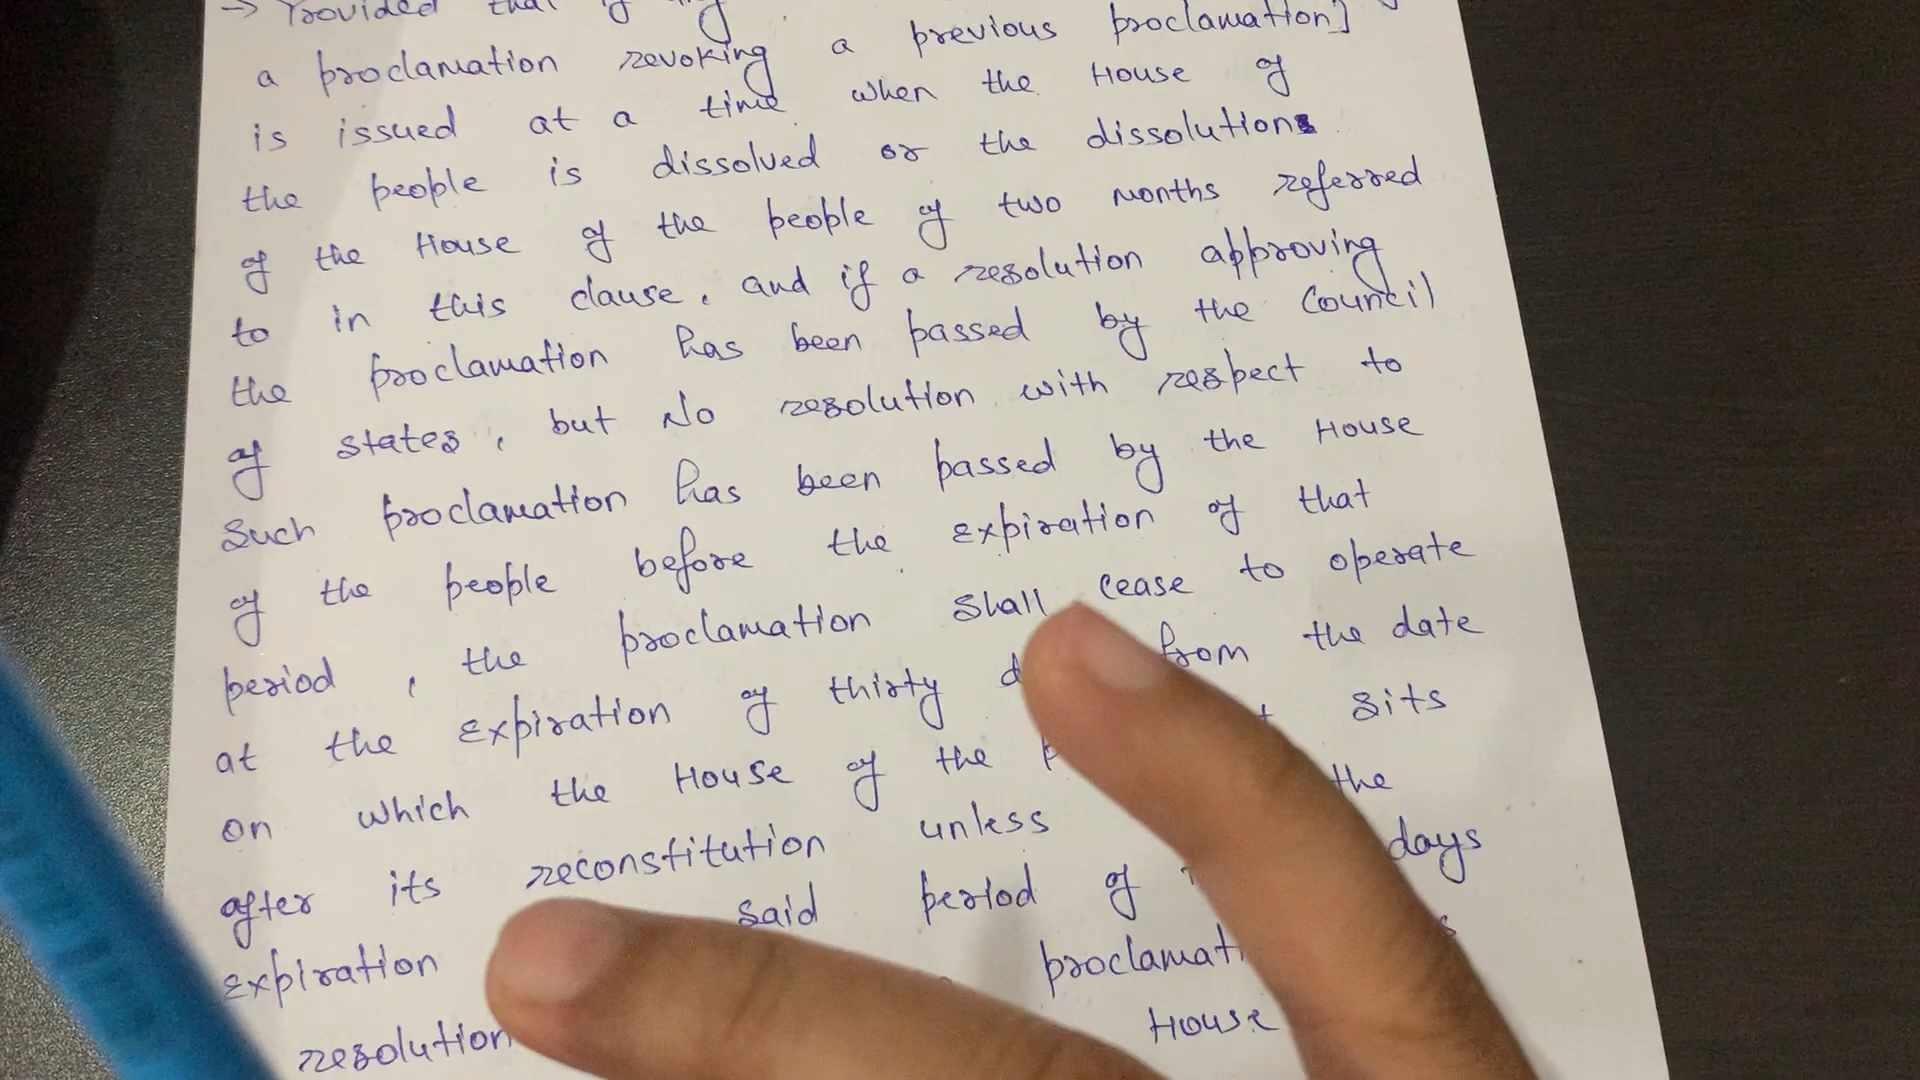 → Provided that if
a proclamation revoking a previous proclamation]
is issued at a time when the House of
the people is dissolved or the dissolution
of the House of the people of two months referred
to in this clause, and if a resolution approving
the proclamation has been passed by the Council
of states, but No resolution with respect to
Such proclamation has been passed by the House
of the people before the expiration of that
period, the proclamation shall cease to operate
at the expiration of thirty from the date
on which the House of the sits
after its reconstitution unless the
expiration said period of days
resolution proclamati
House